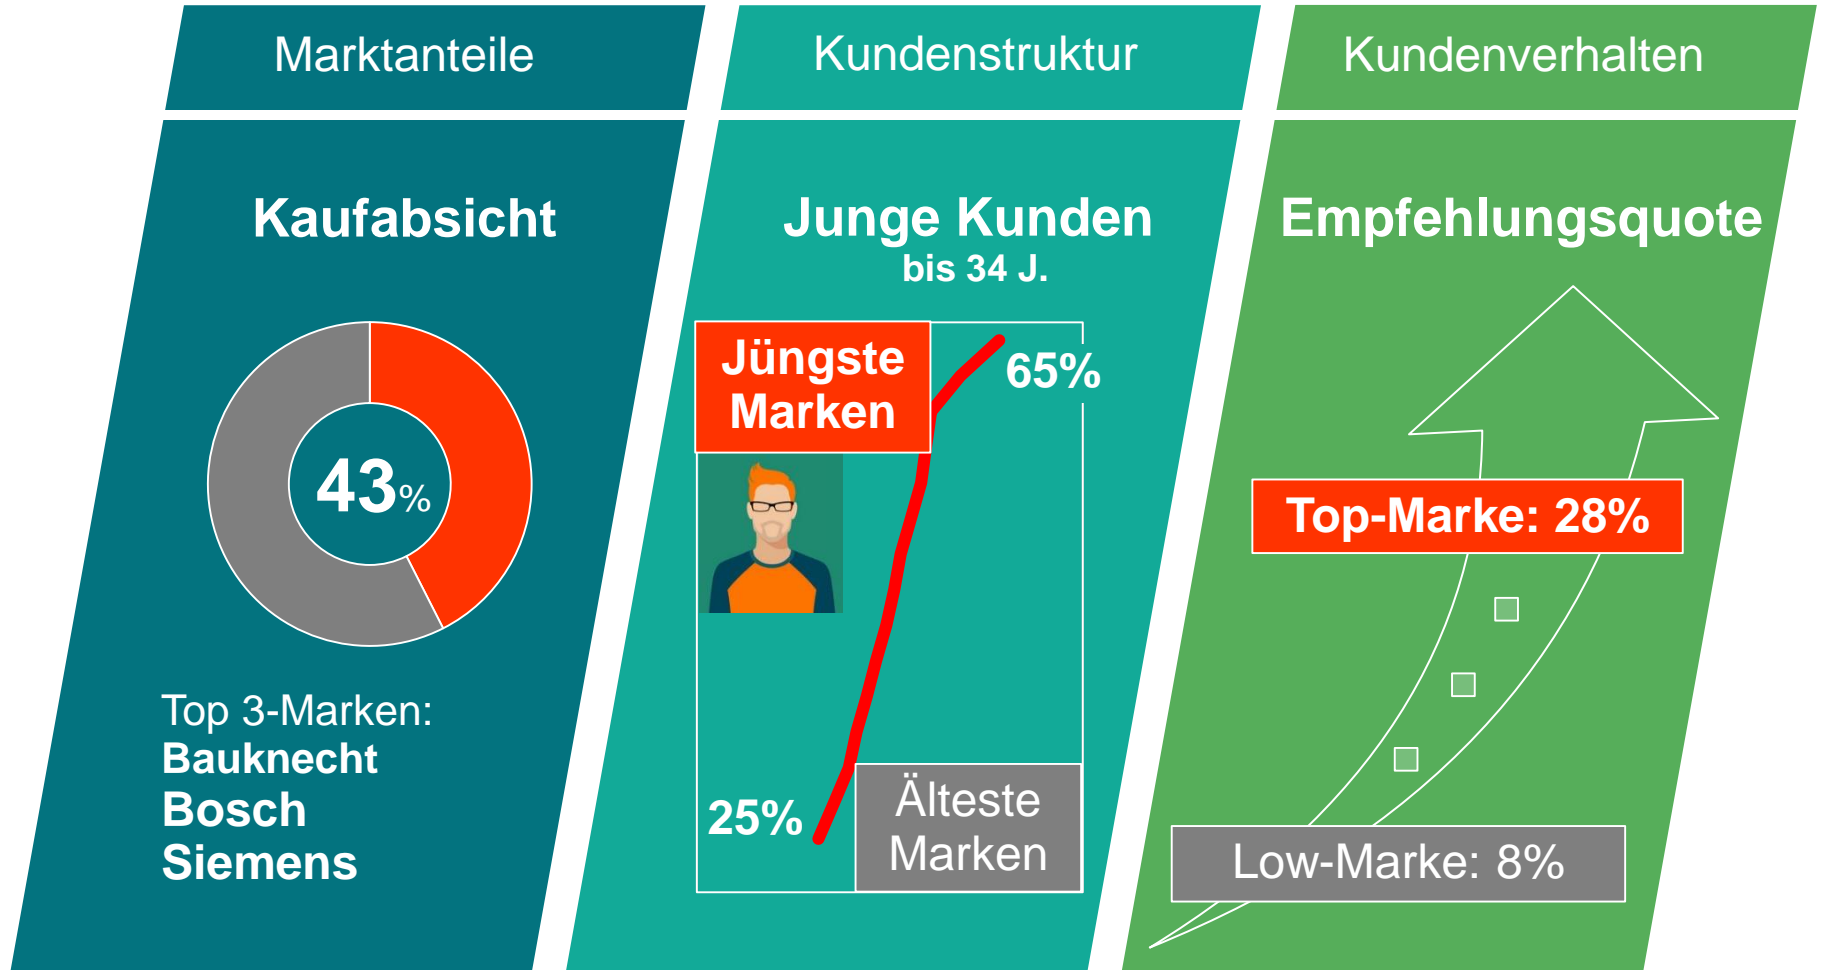 Marktanteile
Kaufabsicht
43%
Top 3-Marken:
Bauknecht
Bosch
Siemens
Kundenstruktur
Junge Kunden
bis 34 J.
Jüngste
Marken
65%
25%
Älteste
Marken
Kundenverhalten
Empfehlungsquote
Top-Marke: 28%
Low-Marke: 8%